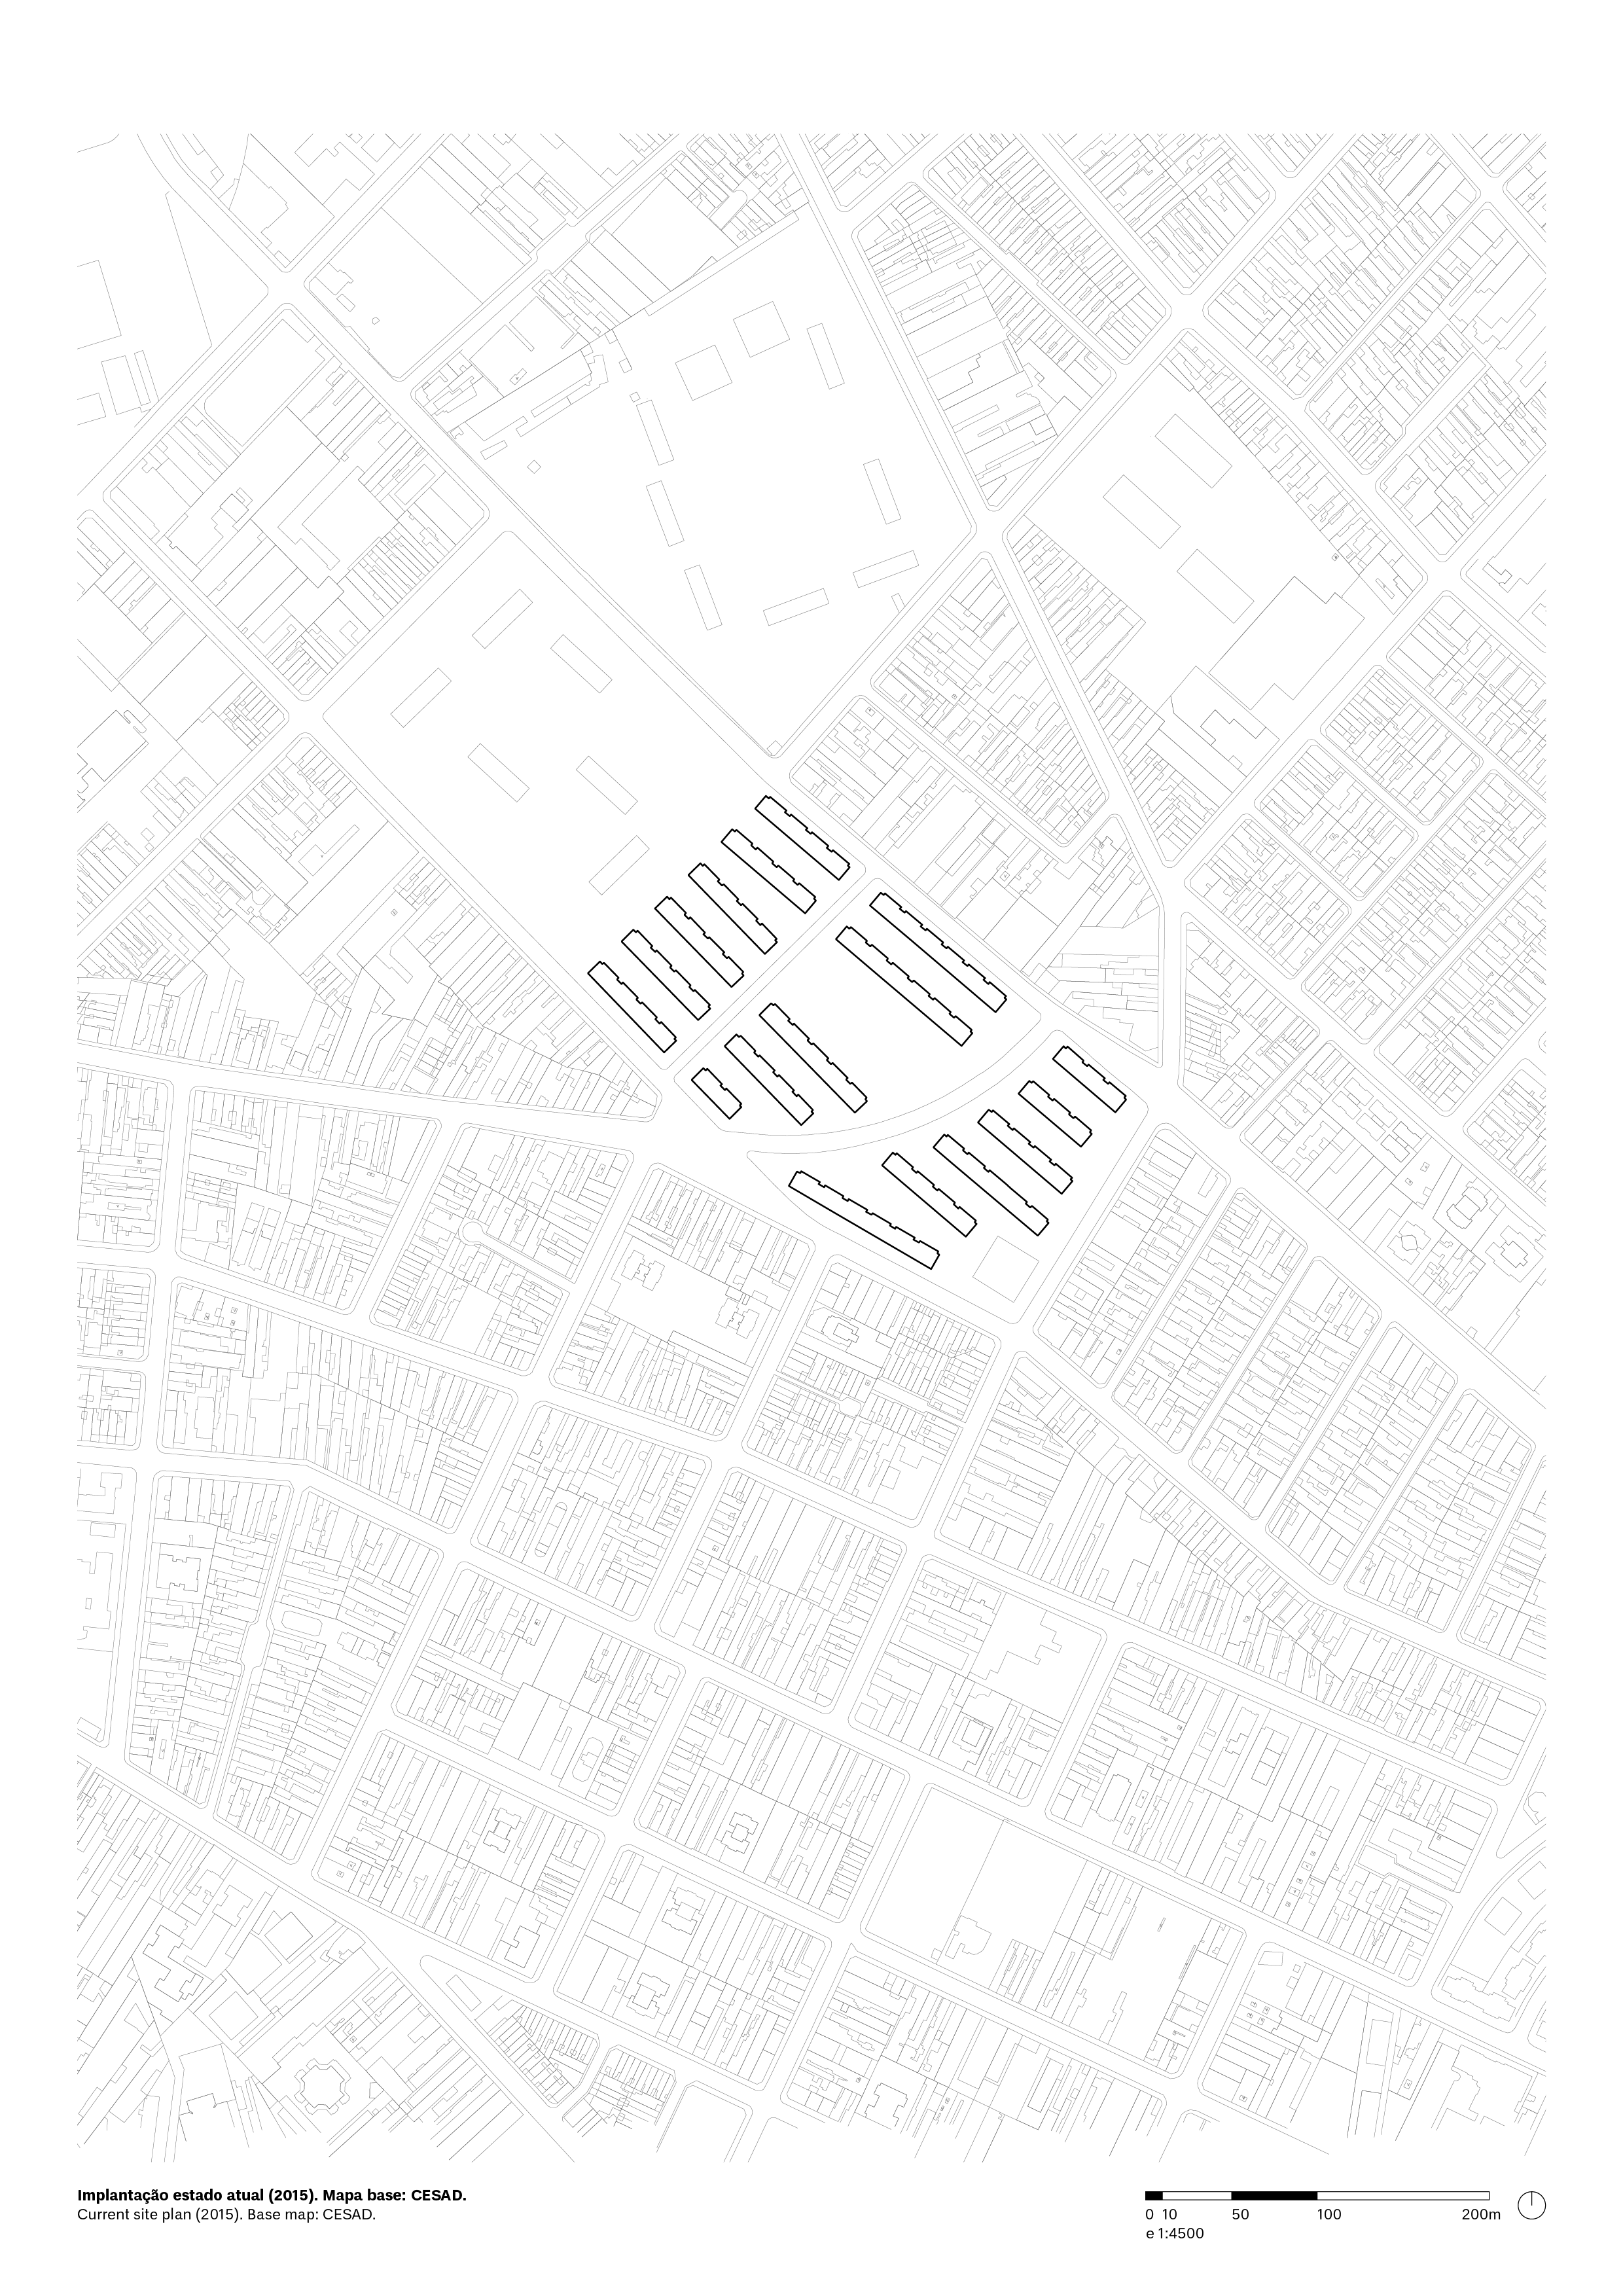 Implantação estado atual (2015). Mapa base: CESAD.
Current site plan (2015). Base map: CESAD.
0 10 50 100 200m
e 1:4500